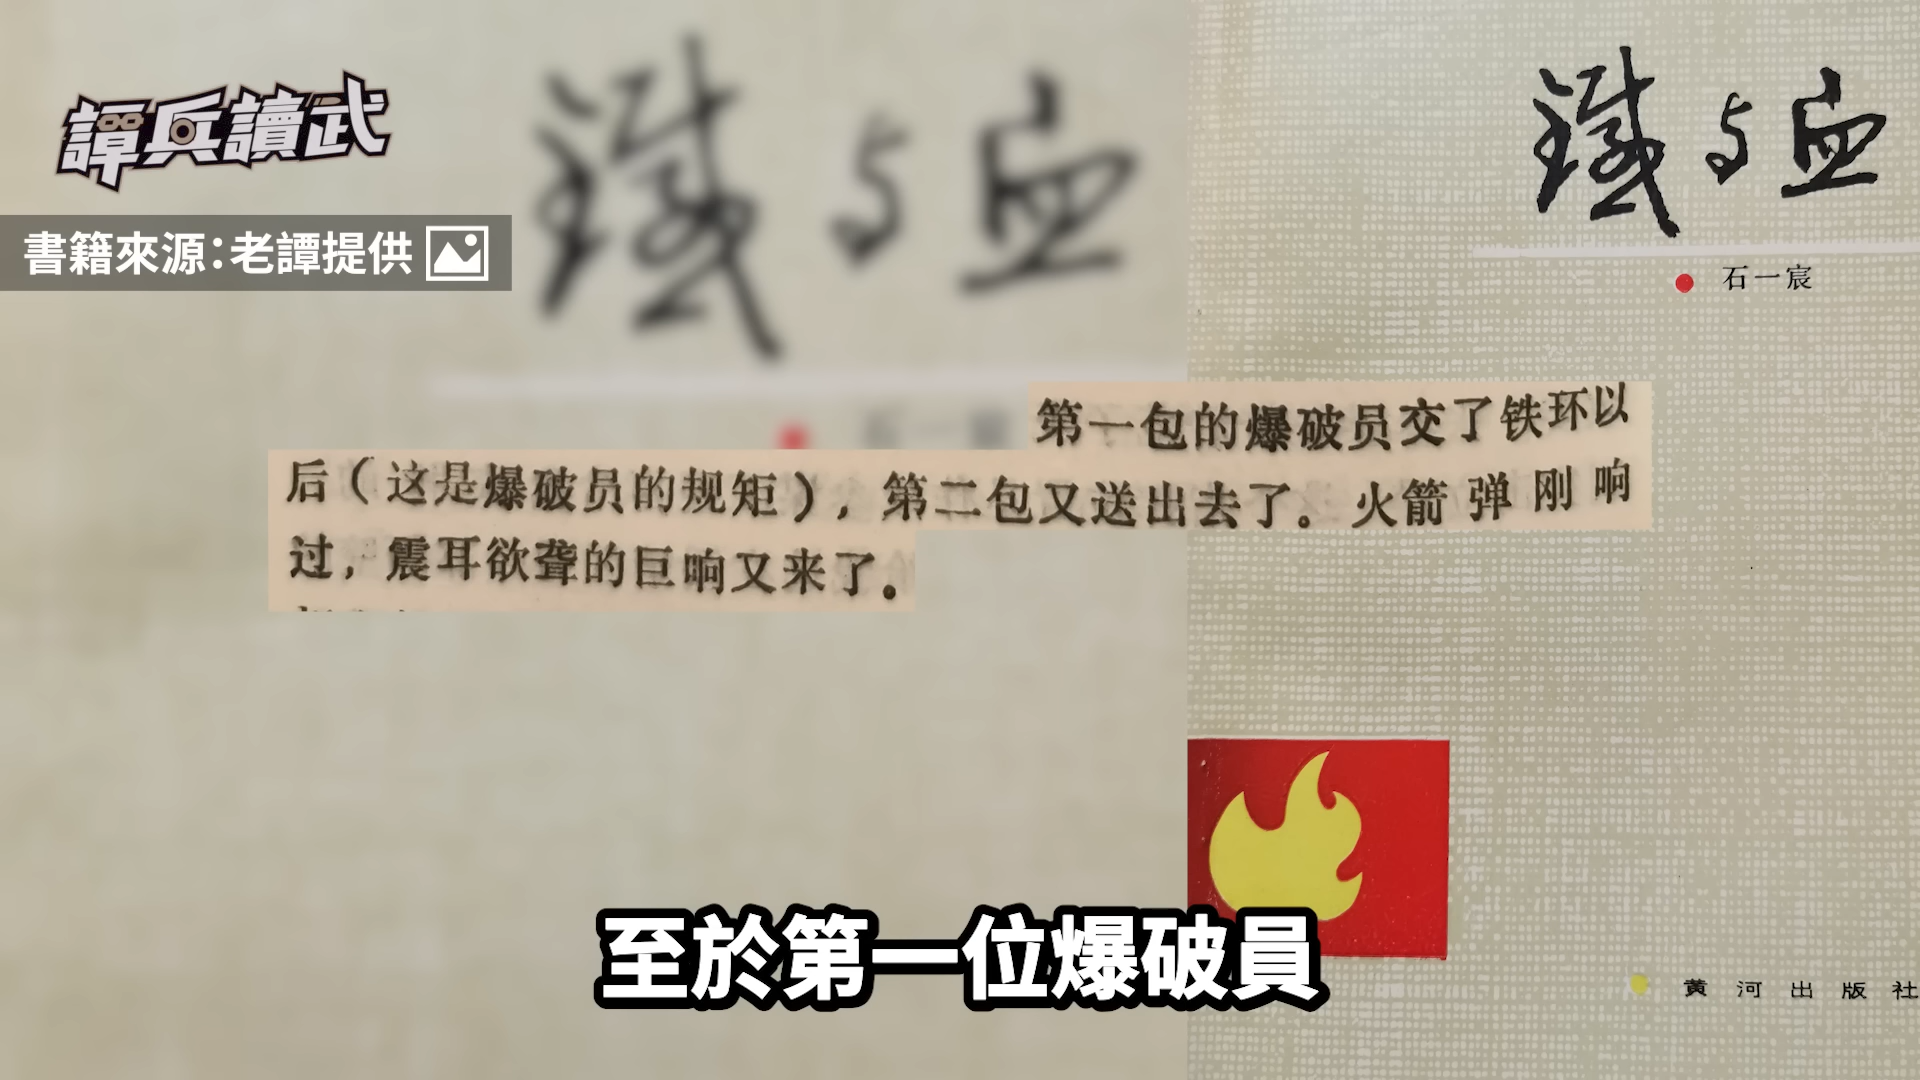 譚兵讀武
書籍來源：老譚提供
鐵与血
鐵与血
石一宸
第一包的爆破员交了铁环以
后（这是爆破员的规矩），第二包又送出去了。火箭弹刚响
过，震耳欲聋的巨响又来了。
至於第一位爆破員
黄河出版社